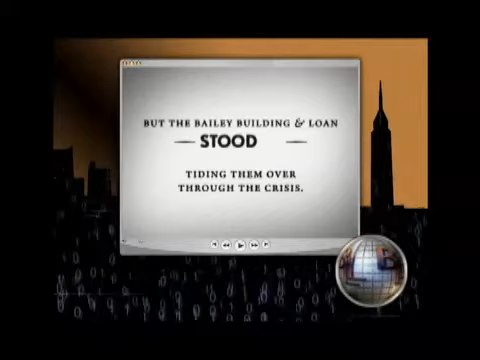 BUT THE BAILEY BUILDING & LOAN
STOOD
TIDING THEM OVER
THROUGH THE CRISIS.